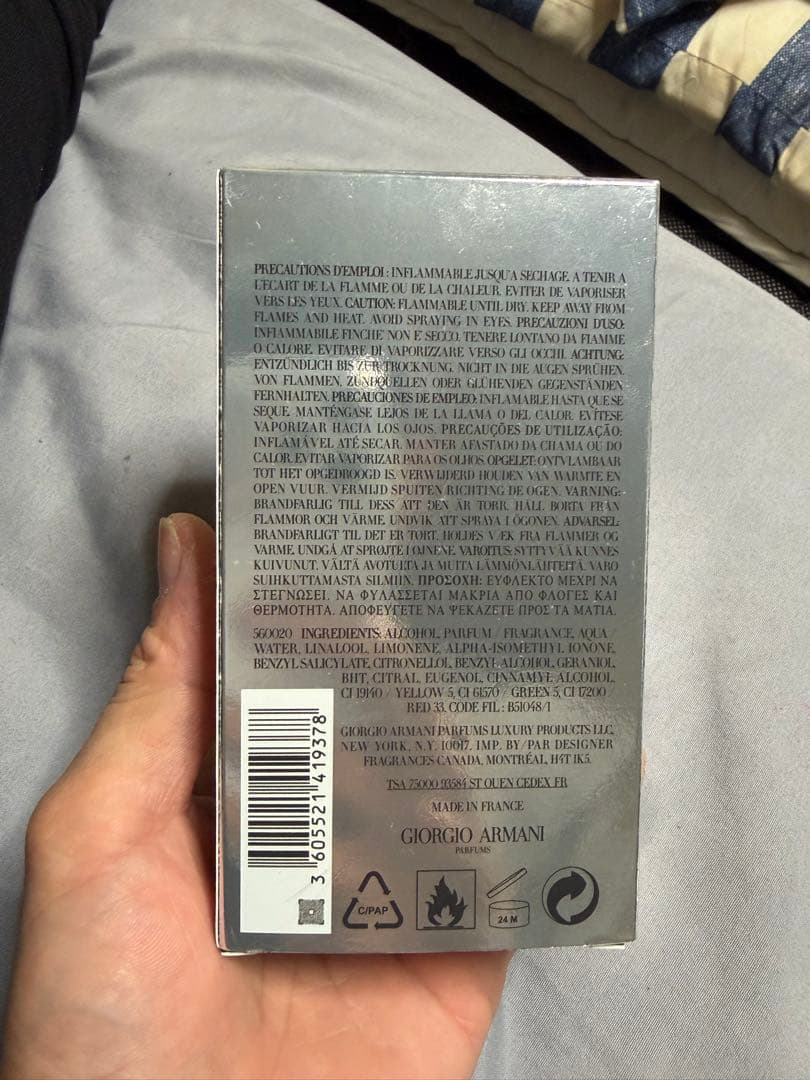 PRECAUTIONS D'EMPLOI : INFLAMMABLE JUSQU'A SECHAGE. A TENIR A
L'ECART DE LA FLAMME OU DE LA CHALEUR. EVITER DE VAPORISER
VERS LES YEUX. CAUTION: FLAMMABLE UNTIL DRY. KEEP AWAY FROM
FLAMES AND HEAT. AVOID SPRAYING IN EYES. PRECAUZIONI D'USO:
INFIAMMABILE FINCHE' NON E' SECCO. TENERE LONTANO DA FIAMME
O CALORE. EVITARE DI VAPORIZZARE VERSO GLI OCCHI. ACHTUNG:
ENTZÜNDLICH BIS ZUR TROCKNUNG. NICHT IN DIE AUGEN SPRÜHEN.
VON FLAMMEN, ZÜNDQUELLEN ODER GLÜHENDEN GEGENSTÄNDEN
FERNHALTEN. PRECAUCIONES DE EMPLEO: INFLAMABLE HASTA QUE SE
SEQUE. MANTÉNGASE LEJOS DE LA LLAMA O DEL CALOR. EVÍTESE
VAPORIZAR HACIA LOS OJOS. PRECAUÇÕES DE UTILIZAÇÃO:
INFLAMÁVEL ATÉ SECAR. MANTER AFASTADO DA CHAMA OU DO
CALOR. EVITAR VAPORIZAR PARA OS OLHOS. OPGELET: ONTVLAMBAAR
TOT HET OPGEDROOGD IS. VERWIJDERD HOUDEN VAN WARMTE EN
OPEN VUUR. VERMIJD SPUITEN RICHTING DE OGEN. VARNING:
BRANDFARLIG TILL DESS ATT DEN ÄR TORR. HÅLL BORTA FRÅN
FLAMMOR OCH VÄRME. UNDVIK ATT SPRAYA I ÖGONEN. ADVARSEL:
BRANDFARLIGT TIL DET ER TØRT. HOLDES VÆK FRA FLAMMER OG
VARME. UNDGÅ AT SPRØJTE I ØJNENE. VAROITUS: SYTTYVÄÄ KUNNES
KUIVUNUT. VÄLTÄ AVOTULTA JA MUITA LÄMMÖNLÄHTEITÄ. VARO
SUIHKUTTAMASTA SILMIIN. ΠΡΟΣΟΧΗ: ΕΥΦΛΕΚΤΟ ΜΕΧΡΙ ΝΑ
ΣΤΕΓΝΩΣΕΙ. ΝΑ ΦΥΛΑΣΣΕΤΑΙ ΜΑΚΡΙΑ ΑΠΟ ΦΛΟΓΕΣ ΚΑΙ
ΘΕΡΜΟΤΗΤΑ. ΑΠΟΦΕΥΓΕΤΕ ΝΑ ΨΕΚΑΖΕΤΕ ΠΡΟΣ ΤΑ ΜΑΤΙΑ.
560020 INGREDIENTS: ALCOHOL, PARFUM / FRAGRANCE, AQUA /
WATER, LINALOOL, LIMONENE, ALPHA-ISOMETHYL IONONE,
BENZYL SALICYLATE, CITRONELLOL, BENZYL ALCOHOL, GERANIOL,
BHT, CITRAL, EUGENOL, CINNAMYL ALCOHOL,
CI 19140 / YELLOW 5, CI 61570 / GREEN 5, CI 17200 /
RED 33. CODE FIL : B51048/1
GIORGIO ARMANI PARFUMS LUXURY PRODUCTS LLC,
NEW YORK, N.Y. 10017. IMP. BY/PAR DESIGNER
FRAGRANCES CANADA, MONTRÉAL, H4T 1K5.
TSA 75000 93584 ST OUEN CEDEX FR
MADE IN FRANCE
GIORGIO ARMANI
PARFUMS
3 605521 419378
C/PAP
24 M